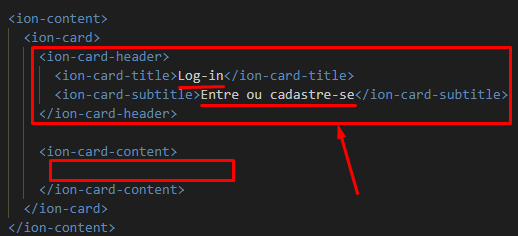 <ion-content>
<ion-card>
<ion-card-header>
<ion-card-title>Log-in</ion-card-title>
<ion-card-subtitle>Entre ou cadastre-se</ion-card-subtitle>
</ion-card-header>
<ion-card-content>
</ion-card-content>
</ion-card>
</ion-content>